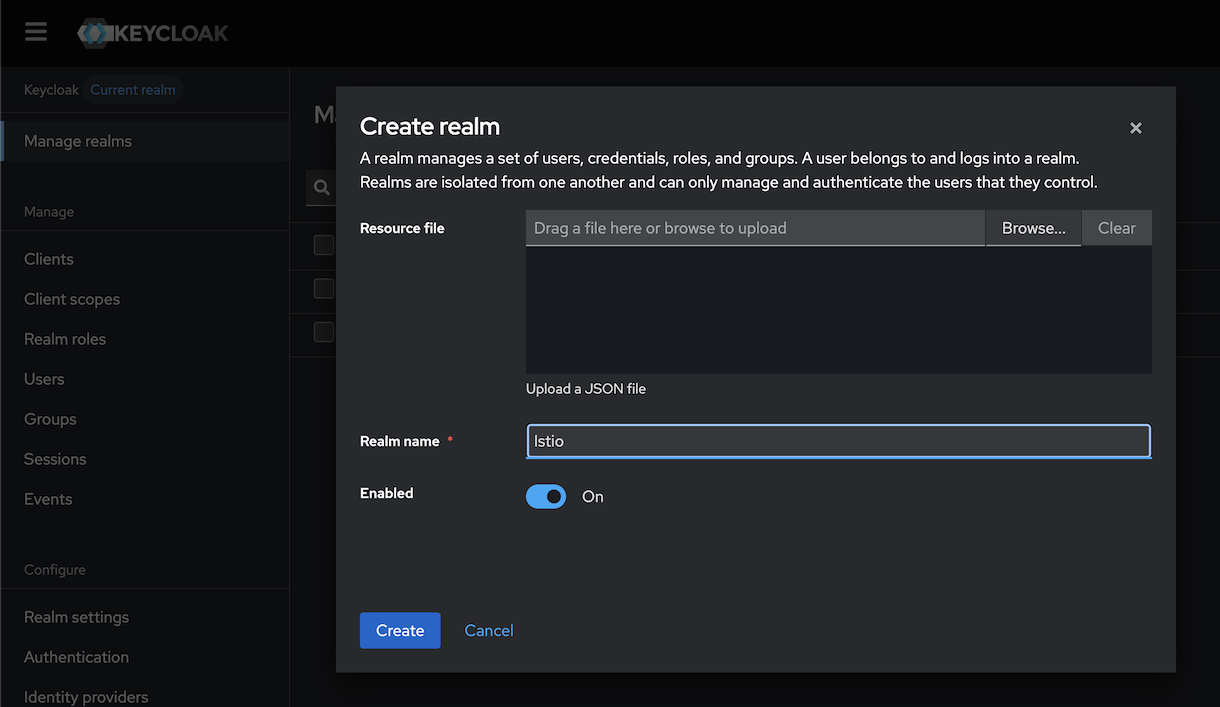 KEYCLOAK
Keycloak Current realm
Manage realms
Manage
Clients
Client scopes
Realm roles
Users
Groups
Sessions
Events
Configure
Realm settings
Authentication
Identity providers
Create realm
A realm manages a set of users, credentials, roles, and groups. A user belongs to and logs into a realm.
Realms are isolated from one another and can only manage and authenticate the users that they control.
Resource file
Drag a file here or browse to upload
Browse...
Clear
Upload a JSON file
Realm name *
Istio
Enabled
On
Create
Cancel